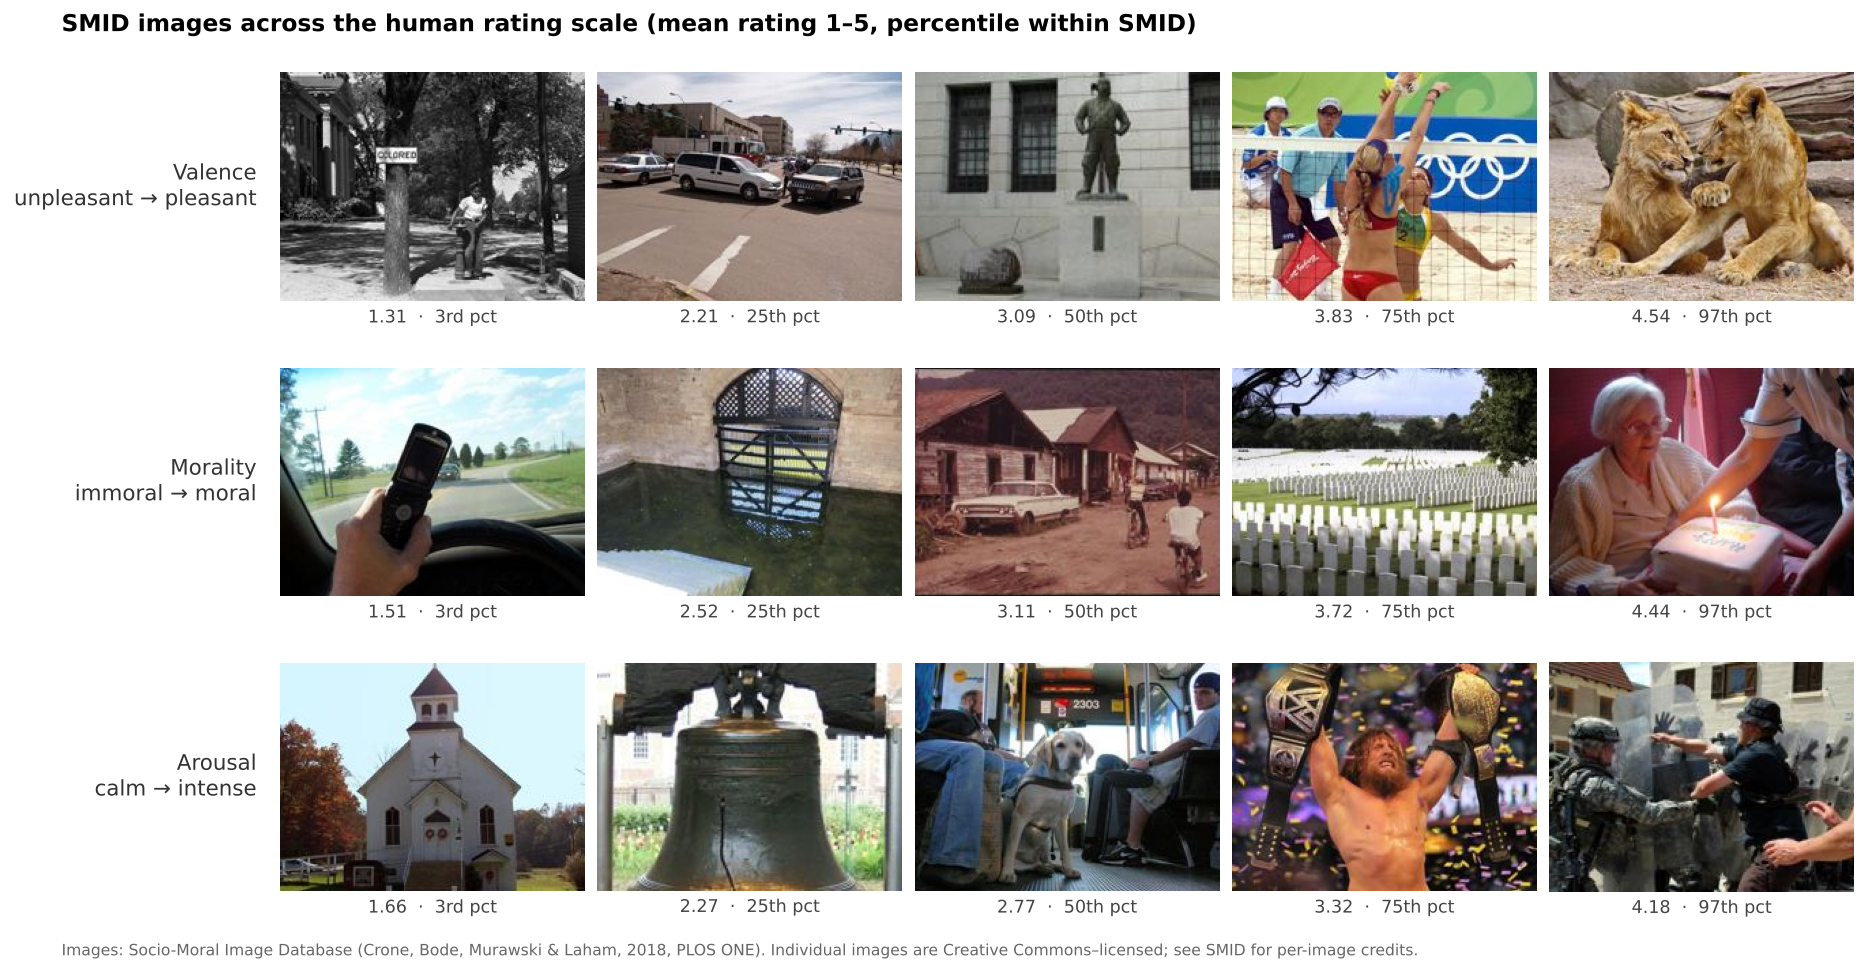 SMID images across the human rating scale (mean rating 1–5, percentile within SMID)
Valence
unpleasant → pleasant
COLORED
1.31 · 3rd pct
2.21 · 25th pct
3.09 · 50th pct
3.83 · 75th pct
4.54 · 97th pct
Morality
immoral → moral
1.51 · 3rd pct
2.52 · 25th pct
3.11 · 50th pct
3.72 · 75th pct
4.44 · 97th pct
Arousal
calm → intense
2303
1.66 · 3rd pct
2.27 · 25th pct
2.77 · 50th pct
3.32 · 75th pct
4.18 · 97th pct
Images: Socio-Moral Image Database (Crone, Bode, Murawski & Laham, 2018, PLOS ONE). Individual images are Creative Commons–licensed; see SMID for per-image credits.